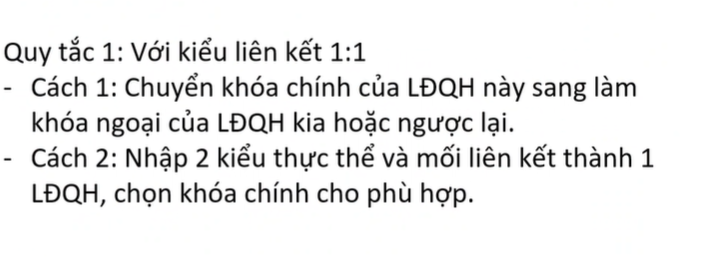 Quy tắc 1: Với kiểu liên kết 1:1
- Cách 1: Chuyển khóa chính của LĐQH này sang làm
khóa ngoại của LĐQH kia hoặc ngược lại.
- Cách 2: Nhập 2 kiểu thực thể và mối liên kết thành 1
LĐQH, chọn khóa chính cho phù hợp.